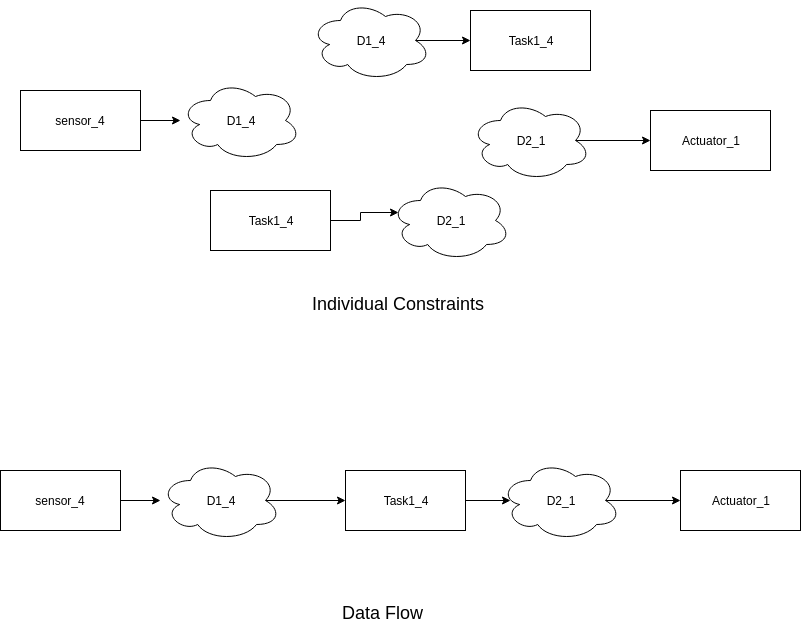 D1_4
Task1_4
sensor_4
D1_4
D2_1
Actuator_1
Task1_4
D2_1
Individual Constraints
sensor_4
D1_4
Task1_4
D2_1
Actuator_1
Data Flow